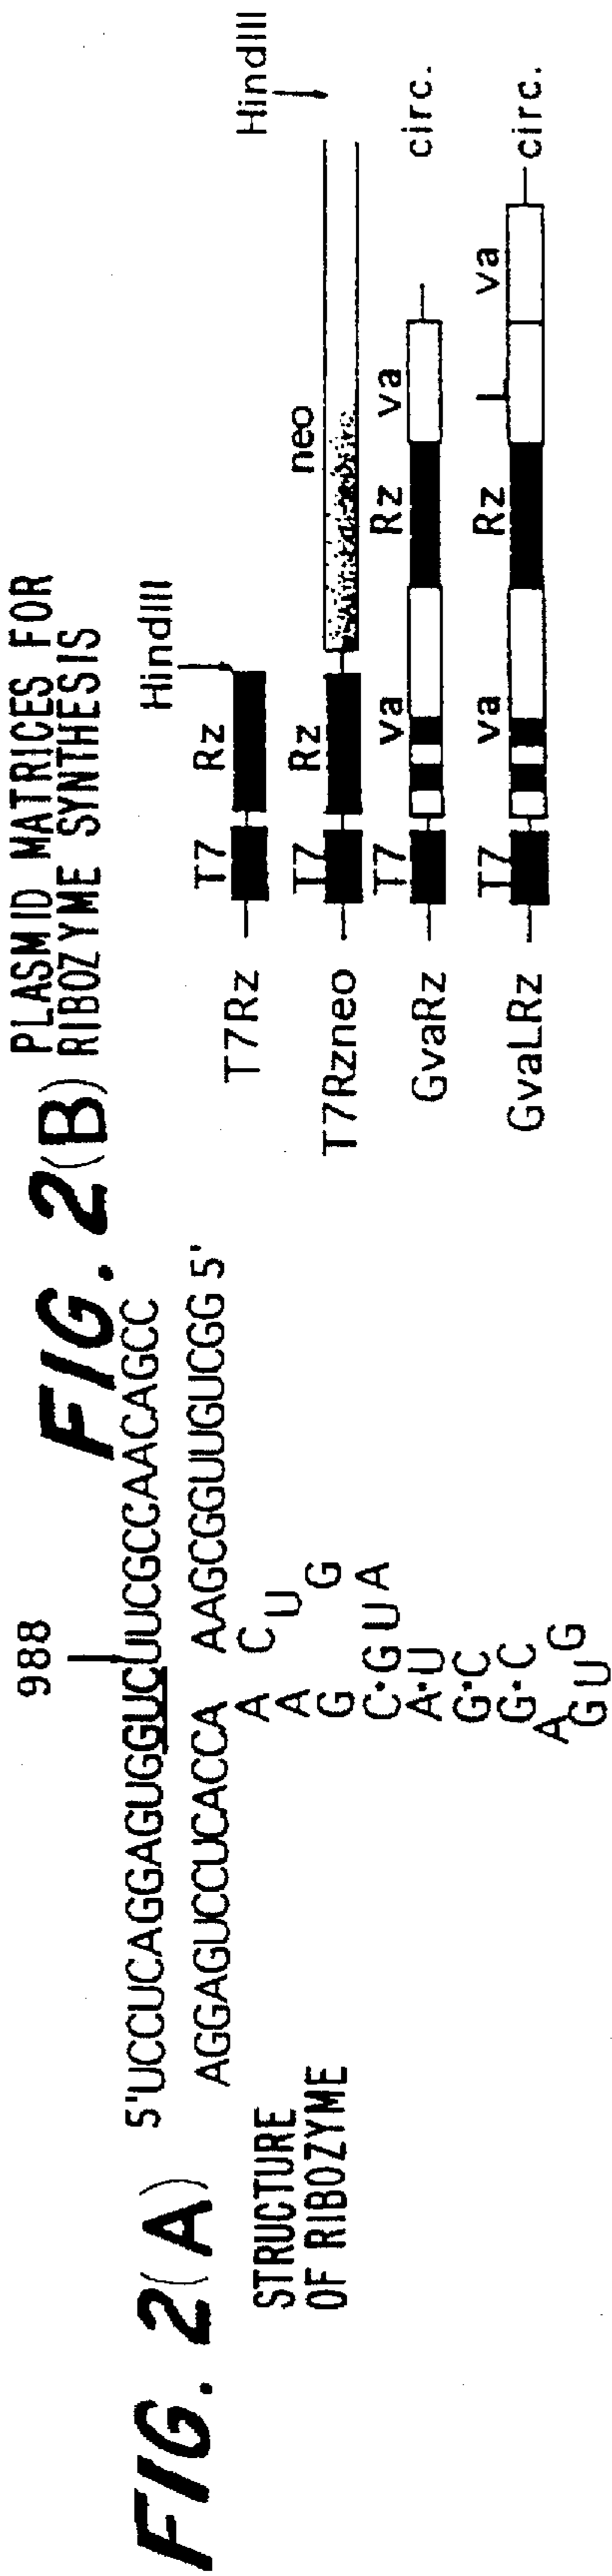 FIG. 2(A)
STRUCTURE
OF RIBOZYME
988
5'UCCUCAGGAGUGGUCUUCGCCAACAGCC
AGGAGUCCUCACCA AAGCGGUUGUCGG 5'
A C
A U
G G
C·G U A
A·U
G·C
G·C
A G
G U
FIG. 2(B)
PLASMID MATRICES FOR
RIBOZYME SYNTHESIS
HindIII
T7 Rz
T7Rz
HindIII
T7 Rz neo
T7Rzneo
T7 va Rz va
GvaRz circ.
T7 va Rz L va
GvaLRz circ.